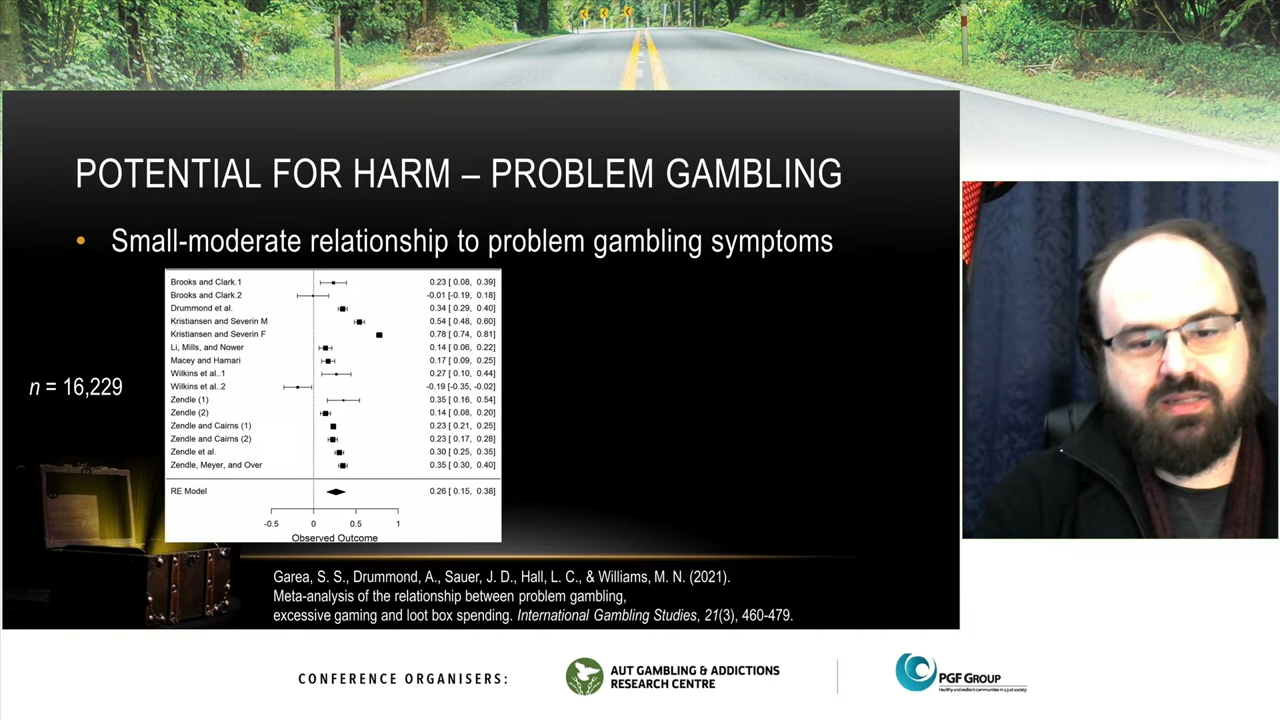 POTENTIAL FOR HARM – PROBLEM GAMBLING
• Small-moderate relationship to problem gambling symptoms
n = 16,229
Brooks and Clark.1 0.23 [ 0.08, 0.39]
Brooks and Clark.2 -0.01 [-0.19, 0.18]
Drummond et al. 0.34 [ 0.29, 0.40]
Kristiansen and Severin M 0.54 [ 0.48, 0.60]
Kristiansen and Severin F 0.78 [ 0.74, 0.81]
Li, Mills, and Nower 0.14 [ 0.06, 0.22]
Macey and Hamari 0.17 [ 0.09, 0.25]
Wilkins et al..1 0.27 [ 0.10, 0.44]
Wilkins et al..2 -0.19 [-0.35, -0.02]
Zendle (1) 0.35 [ 0.16, 0.54]
Zendle (2) 0.14 [ 0.08, 0.20]
Zendle and Cairns (1) 0.23 [ 0.21, 0.25]
Zendle and Cairns (2) 0.23 [ 0.17, 0.28]
Zendle et al. 0.30 [ 0.25, 0.35]
Zendle, Meyer, and Over 0.35 [ 0.30, 0.40]
RE Model 0.26 [ 0.15, 0.38]
-0.5 0 0.5 1
Observed Outcome
Garea, S. S., Drummond, A., Sauer, J. D., Hall, L. C., & Williams, M. N. (2021).
Meta-analysis of the relationship between problem gambling,
excessive gaming and loot box spending. International Gambling Studies, 21(3), 460-479.
CONFERENCE ORGANISERS:
AUT GAMBLING & ADDICTIONS
RESEARCH CENTRE
PGF GROUP
Healthy and resilient communities in a just society